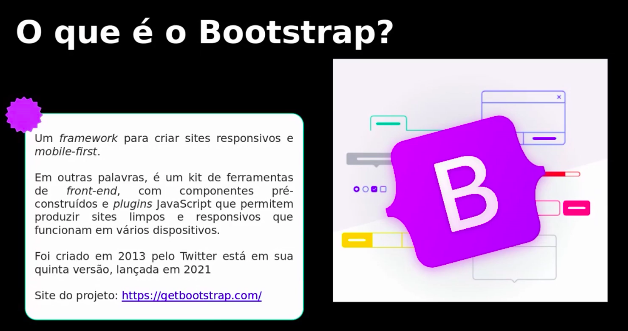 O que é o Bootstrap?
Um framework para criar sites responsivos e
mobile-first.
Em outras palavras, é um kit de ferramentas
de front-end, com componentes pré-
construídos e plugins JavaScript que permitem
produzir sites limpos e responsivos que
funcionam em vários dispositivos.
Foi criado em 2013 pelo Twitter está em sua
quinta versão, lançada em 2021
Site do projeto: https://getbootstrap.com/
B